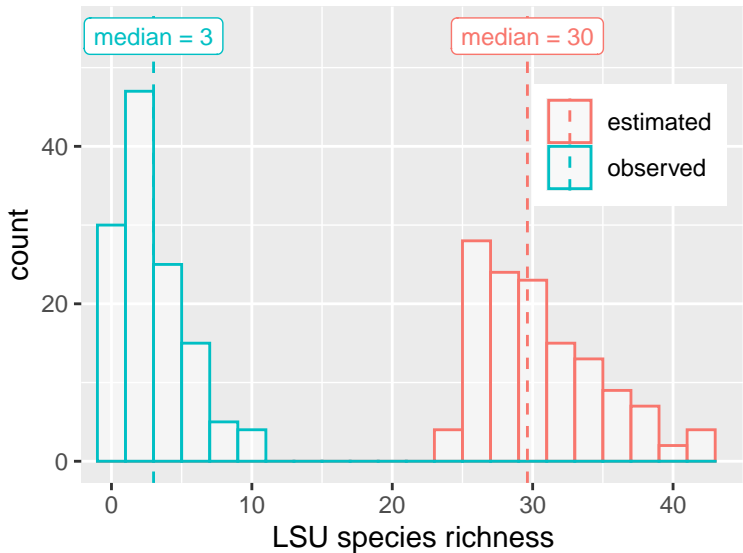 median = 3
median = 30
estimated
observed
count
40
20
0
0
10
20
30
40
LSU species richness